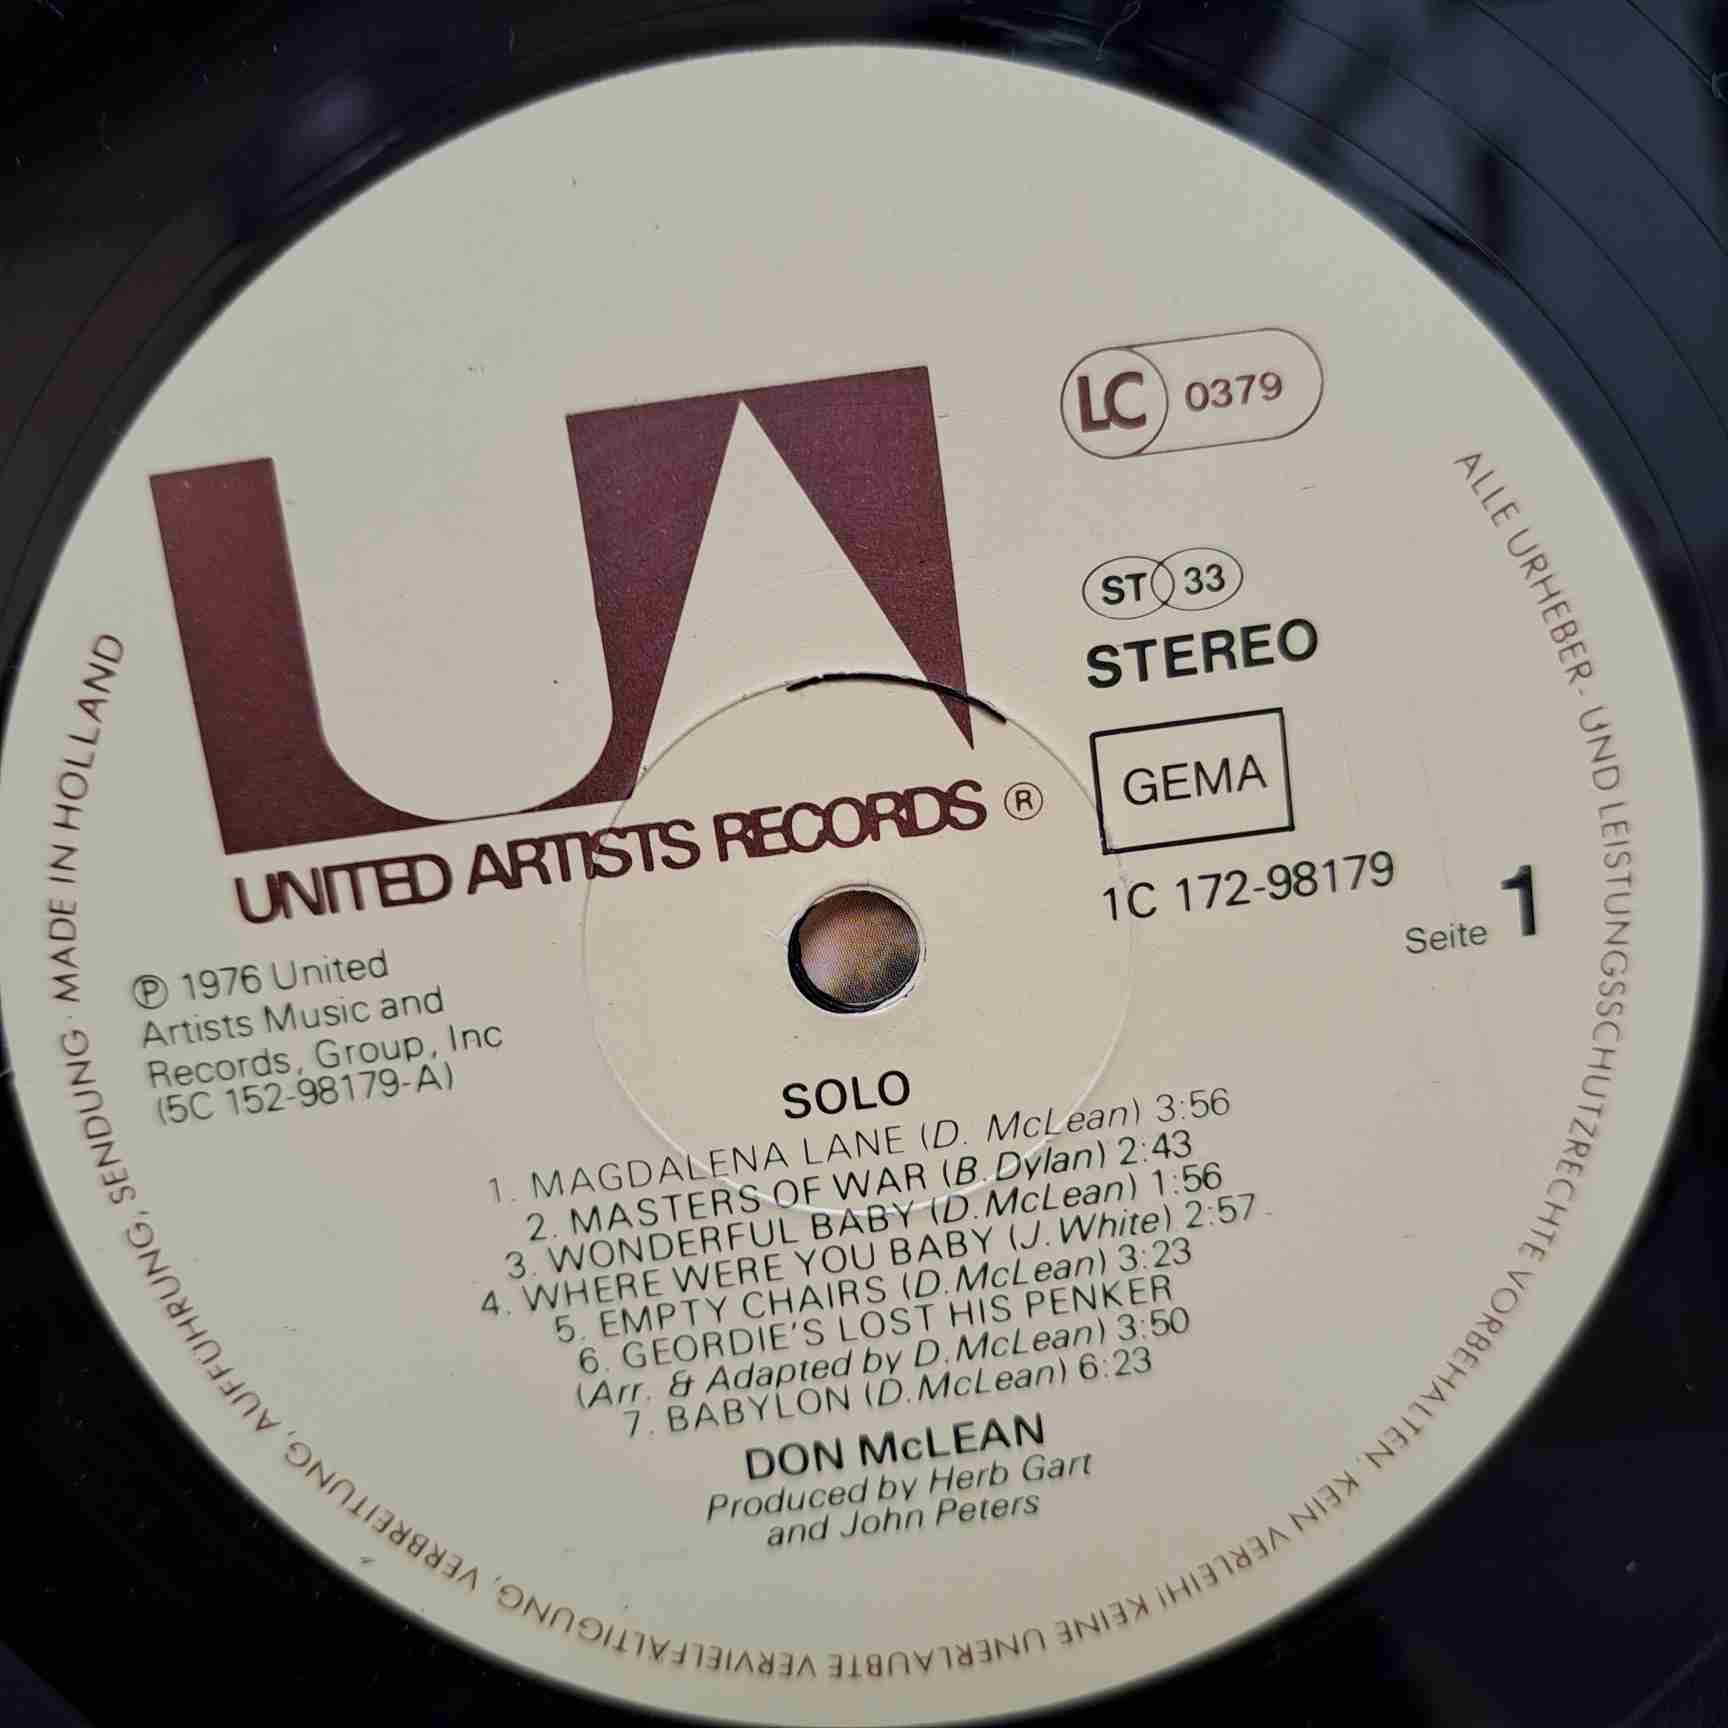 LC 0379
ST 33
STEREO
GEMA
UNITED ARTISTS RECORDS ®
1C 172-98179
Seite 1
℗ 1976 United
Artists Music and
Records, Group, Inc
(5C 152-98179-A)
SOLO
1. MAGDALENA LANE (D. McLean) 3:56
2. MASTERS OF WAR (B.Dylan) 2:43
3. WONDERFUL BABY (D.McLean) 1:56
4. WHERE WERE YOU BABY (J.White) 2:57
5. EMPTY CHAIRS (D.McLean) 3:23
6. GEORDIE'S LOST HIS PENKER
(Arr. & Adapted by D.McLean) 3:50
7. BABYLON (D.McLean) 6:23
DON McLEAN
Produced by Herb Gart
and John Peters
ALLE URHEBER- UND LEISTUNGSSCHUTZRECHTE VORBEHALTEN. KEIN VERLEIH! KEINE UNERLAUBTE VERVIELFÄLTIGUNG, VERBREITUNG, AUFFÜHRUNG, SENDUNG · MADE IN HOLLAND